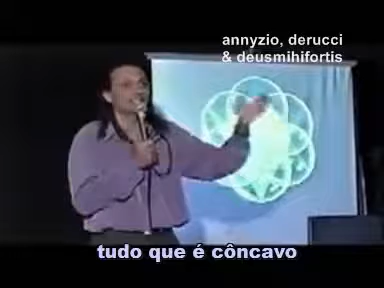 annyzio, derucci
& deusmihifortis
tudo que é côncavo